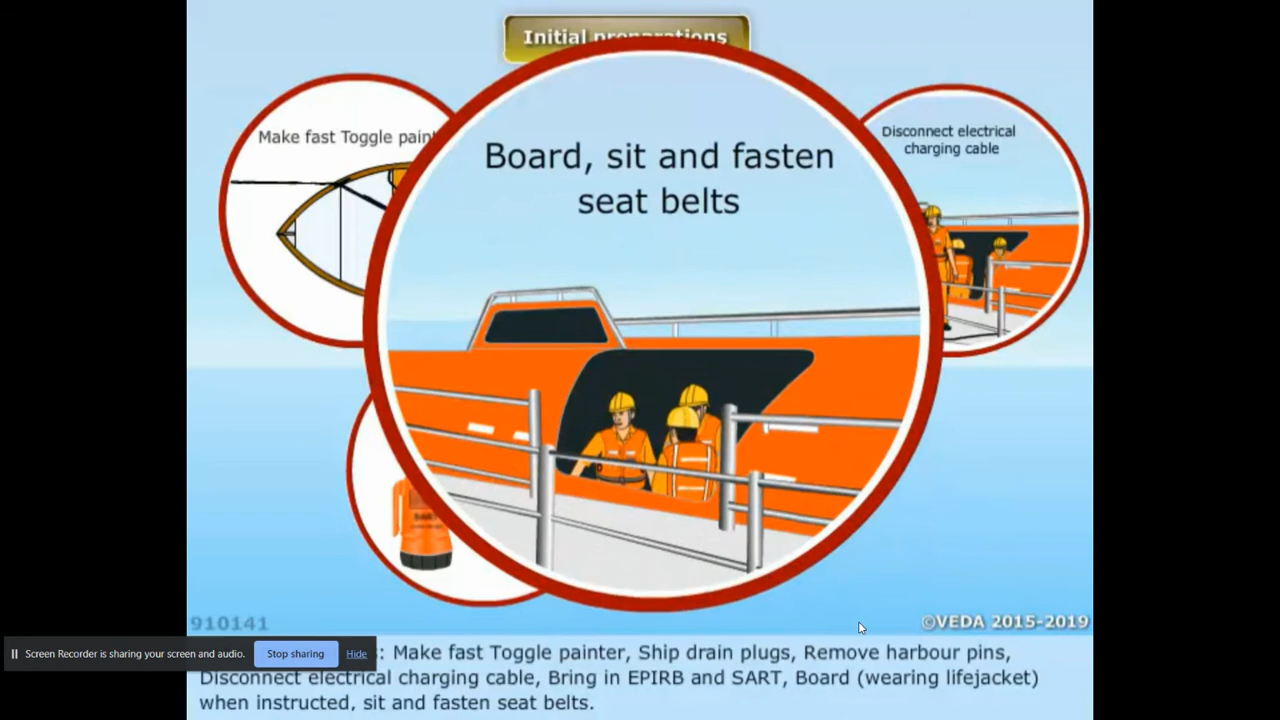 Initial preparations
Make fast Toggle
Board, sit and fasten
seat belts
Disconnect electrical
charging cable
910141
©VEDA 2015-2019
Screen Recorder is sharing your screen and audio.
Stop sharing
Hide
: Make fast Toggle painter, Ship drain plugs, Remove harbour pins,
Disconnect electrical charging cable, Bring in EPIRB and SART, Board (wearing lifejacket)
when instructed, sit and fasten seat belts.